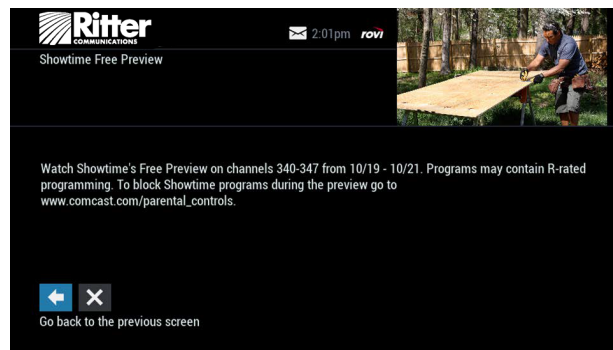 Ritter
COMMUNICATIONS
2:01pm rovi
Showtime Free Preview
Watch Showtime's Free Preview on channels 340-347 from 10/19 - 10/21. Programs may contain R-rated
programming. To block Showtime programs during the preview go to
www.comcast.com/parental_controls.
Go back to the previous screen